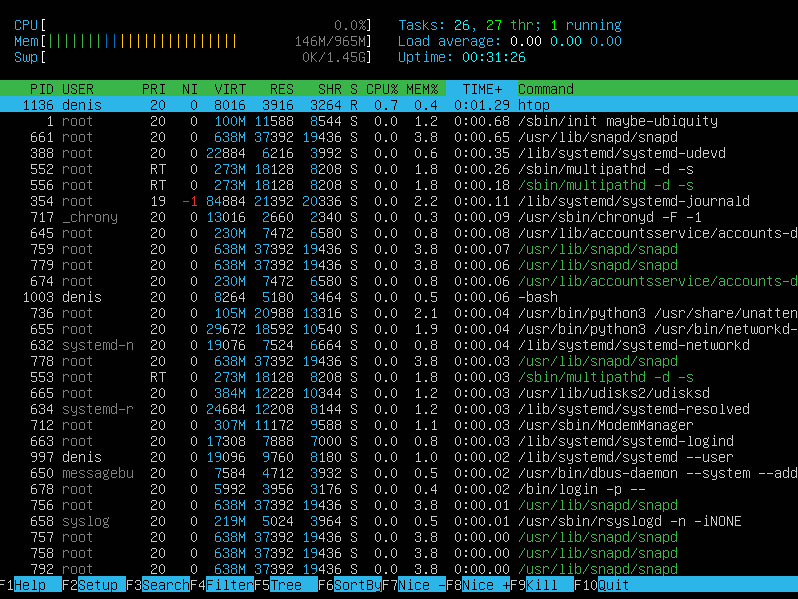 CPU[ 0.0%] Tasks: 26, 27 thr; 1 running
Mem[|||||||||||||||||||||||| 146M/965M] Load average: 0.00 0.00 0.00
Swp[ 0K/1.45G] Uptime: 00:31:26
PID USER PRI NI VIRT RES SHR S CPU% MEM% TIME+ Command
1136 denis 20 0 8016 3916 3264 R 0.7 0.4 0:01.29 htop
1 root 20 0 100M 11588 8544 S 0.0 1.2 0:00.68 /sbin/init maybe-ubiquity
661 root 20 0 638M 37392 19436 S 0.0 3.8 0:00.65 /usr/lib/snapd/snapd
388 root 20 0 22884 6216 3992 S 0.0 0.6 0:00.35 /lib/systemd/systemd-udevd
552 root RT 0 273M 18128 8208 S 0.0 1.8 0:00.26 /sbin/multipathd -d -s
556 root RT 0 273M 18128 8208 S 0.0 1.8 0:00.18 /sbin/multipathd -d -s
354 root 19 -1 84884 21392 20336 S 0.0 2.2 0:00.11 /lib/systemd/systemd-journald
717 _chrony 20 0 13016 2660 2340 S 0.0 0.3 0:00.09 /usr/sbin/chronyd -F -1
645 root 20 0 230M 7472 6580 S 0.0 0.8 0:00.08 /usr/lib/accountsservice/accounts-d
759 root 20 0 638M 37392 19436 S 0.0 3.8 0:00.07 /usr/lib/snapd/snapd
779 root 20 0 638M 37392 19436 S 0.0 3.8 0:00.06 /usr/lib/snapd/snapd
674 root 20 0 230M 7472 6580 S 0.0 0.8 0:00.06 /usr/lib/accountsservice/accounts-d
1003 denis 20 0 8264 5180 3464 S 0.0 0.5 0:00.06 -bash
736 root 20 0 105M 20988 13316 S 0.0 2.1 0:00.04 /usr/bin/python3 /usr/share/unatten
655 root 20 0 29672 18592 10540 S 0.0 1.9 0:00.04 /usr/bin/python3 /usr/bin/networkd-
632 systemd-n 20 0 19076 7524 6664 S 0.0 0.8 0:00.04 /lib/systemd/systemd-networkd
778 root 20 0 638M 37392 19436 S 0.0 3.8 0:00.03 /usr/lib/snapd/snapd
553 root RT 0 273M 18128 8208 S 0.0 1.8 0:00.03 /sbin/multipathd -d -s
665 root 20 0 384M 12228 10344 S 0.0 1.2 0:00.03 /usr/lib/udisks2/udisksd
634 systemd-r 20 0 24684 12208 8144 S 0.0 1.2 0:00.03 /lib/systemd/systemd-resolved
712 root 20 0 307M 11172 9588 S 0.0 1.1 0:00.03 /usr/sbin/ModemManager
663 root 20 0 17308 7888 7000 S 0.0 0.8 0:00.03 /lib/systemd/systemd-logind
997 denis 20 0 19096 9760 8180 S 0.0 1.0 0:00.02 /lib/systemd/systemd --user
650 messagebu 20 0 7584 4712 3932 S 0.0 0.5 0:00.02 /usr/bin/dbus-daemon --system --add
678 root 20 0 5992 3956 3176 S 0.0 0.4 0:00.02 /bin/login -p --
756 root 20 0 638M 37392 19436 S 0.0 3.8 0:00.01 /usr/lib/snapd/snapd
658 syslog 20 0 219M 5024 3964 S 0.0 0.5 0:00.01 /usr/sbin/rsyslogd -n -iNONE
757 root 20 0 638M 37392 19436 S 0.0 3.8 0:00.00 /usr/lib/snapd/snapd
758 root 20 0 638M 37392 19436 S 0.0 3.8 0:00.00 /usr/lib/snapd/snapd
792 root 20 0 638M 37392 19436 S 0.0 3.8 0:00.00 /usr/lib/snapd/snapd
F1Help F2Setup F3SearchF4FilterF5Tree F6SortByF7Nice -F8Nice +F9Kill F10Quit